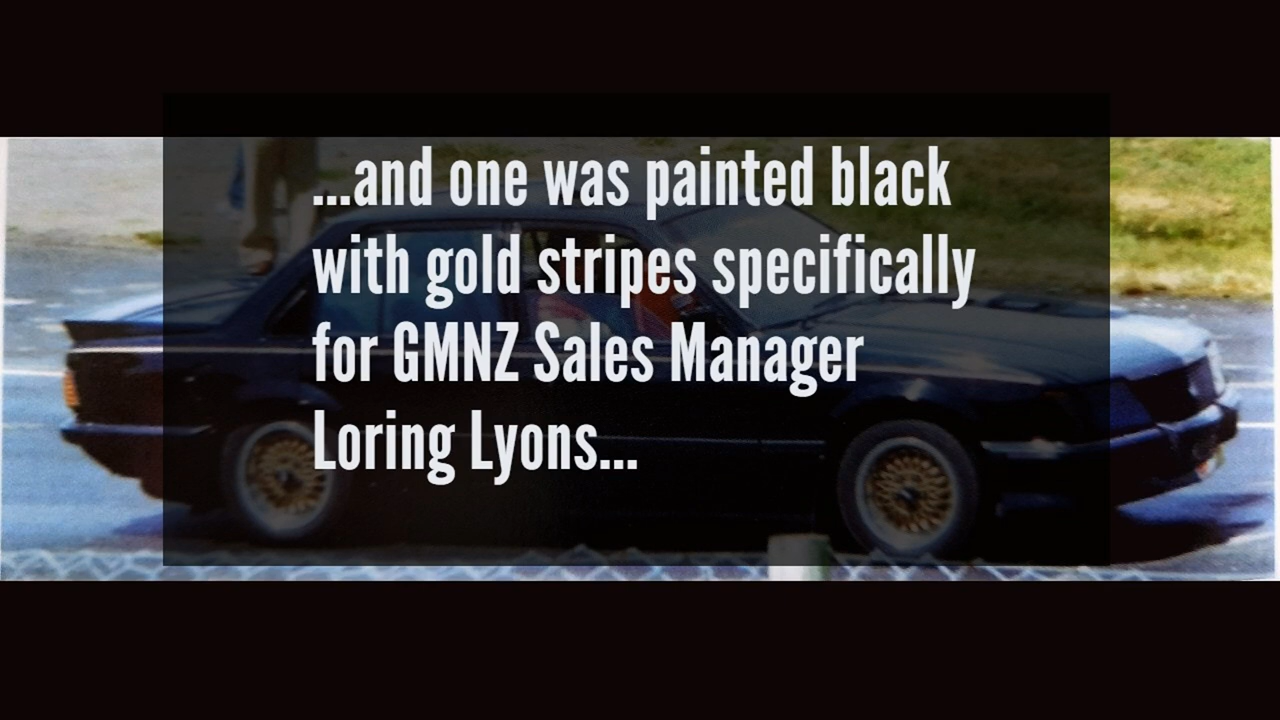 ...and one was painted black
with gold stripes specifically
for GMNZ Sales Manager
Loring Lyons...